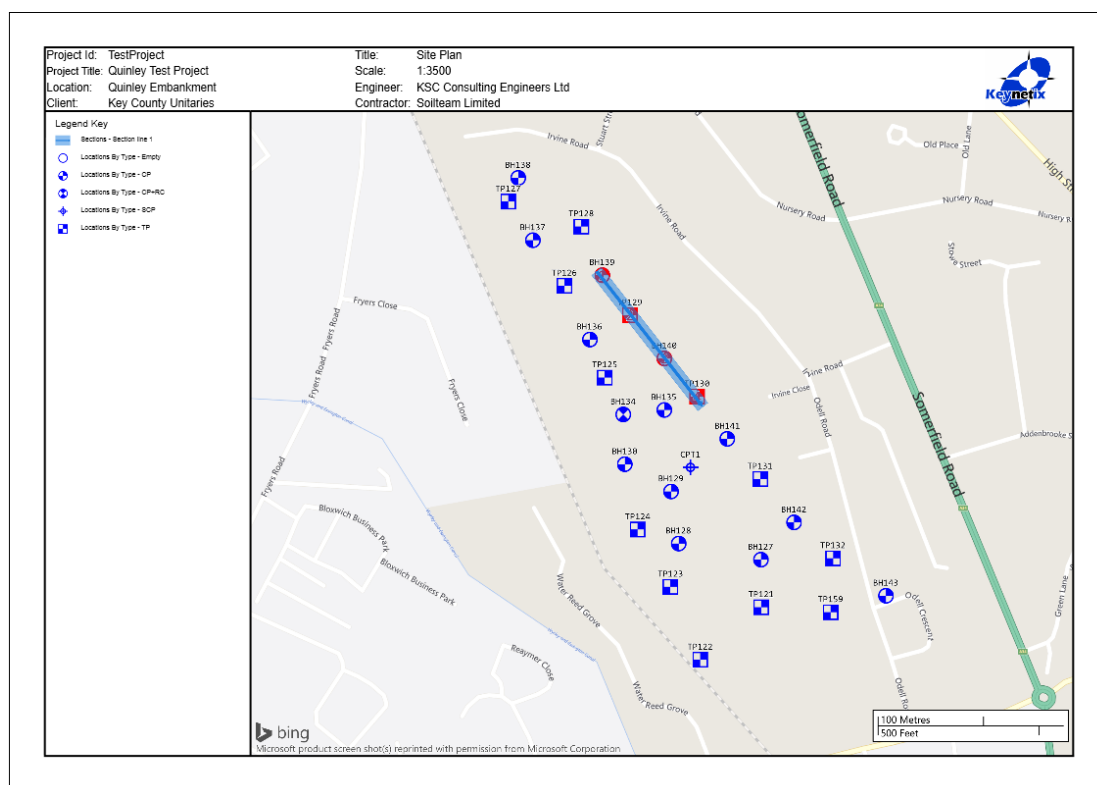 Project Id: TestProject
Project Title: Quinley Test Project
Location: Quinley Embankment
Client: Key County Unitaries
Title: Site Plan
Scale: 1:3500
Engineer: KSC Consulting Engineers Ltd
Contractor: Soilteam Limited
Keynetix
Legend Key
Sections - Section line 1
Locations By Type - Empty
Locations By Type - CP
Locations By Type - CP+RC
Locations By Type - SCP
Locations By Type - TP
Stuart Str
Irvine Road
Somerfield Road
Old Place
Old Lane
High St
BH138
TP127
Irvine Road
Nursery Road
Nursery Road
Nursery R
TP128
BH137
Stowe Street
BH139
TP126
Fryers Close
TP129
Fryers Road
Fryers Road
BH136
BH140
TP125
Irvine Road
TP130
Irvine Close
Fryers Close
BH134
BH135
Odell Road
Somerfield Road
BH141
Addenbrooke S
CPT1
BH130
TP131
Fryers Road
BH129
Bloxwich Business Park
TP124
BH142
BH128
BH127
TP132
Bloxwich Business Park
TP123
Water Reed Grove
BH143
Green Lane
TP121
TP159
Odell Crescent
Reaymer Close
TP122
Water Reed Grove
Odell Ro
100 Metres
500 Feet
bing
Microsoft product screen shot(s) reprinted with permission from Microsoft Corporation